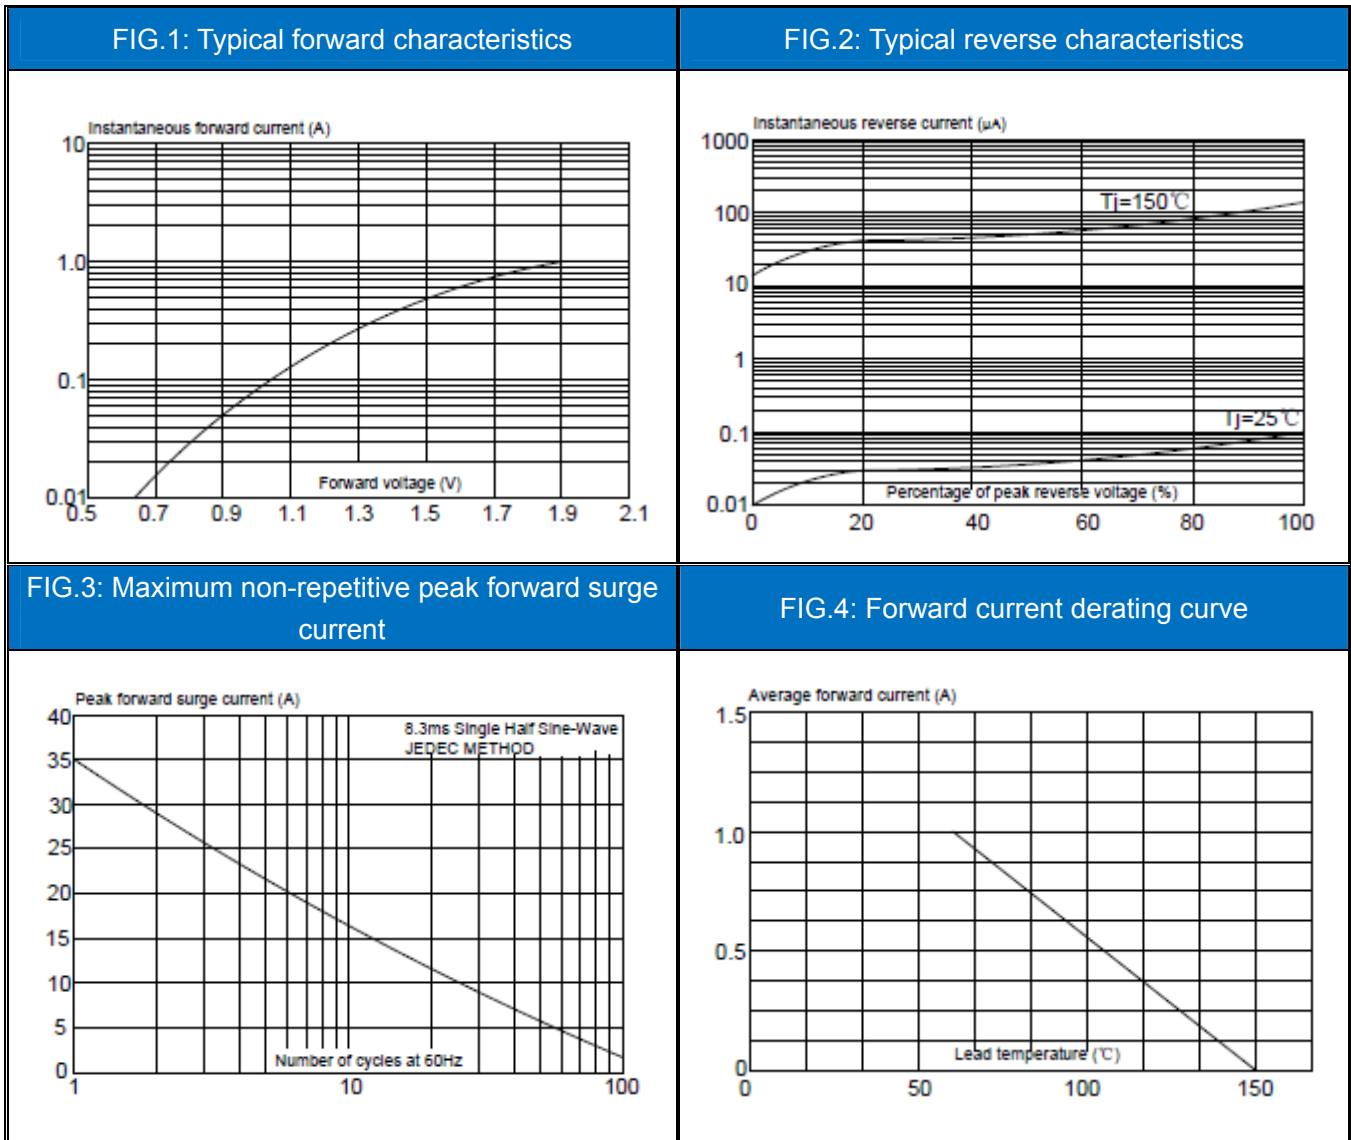 FIG.1: Typical forward characteristics
Instantaneous forward current (A)
10
1.0
0.1
0.01
Forward voltage (V)
0.5 0.7 0.9 1.1 1.3 1.5 1.7 1.9 2.1
FIG.2: Typical reverse characteristics
Instantaneous reverse current (μA)
1000
Tj=150℃
100
10
1
Tj=25℃
0.1
0.01
Percentage of peak reverse voltage (%)
0 20 40 60 80 100
FIG.3: Maximum non-repetitive peak forward surge
current
Peak forward surge current (A)
40
8.3ms Single Half Sine-Wave
JEDEC METHOD
35
30
25
20
15
10
5
Number of cycles at 60Hz
0
1 10 100
FIG.4: Forward current derating curve
Average forward current (A)
1.5
1.0
0.5
Lead temperature (℃)
0
0 50 100 150